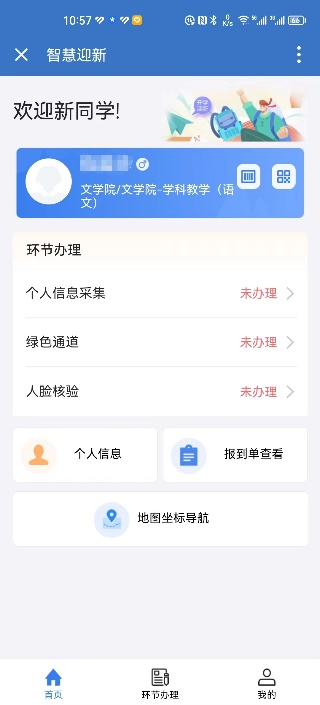 10:57
0
K/s
66
智慧迎新
欢迎新同学!
文学院/文学院-学科教学（语
文）
环节办理
个人信息采集 未办理
绿色通道 未办理
人脸核验 未办理
个人信息 报到单查看
地图坐标导航
首页 环节办理 我的